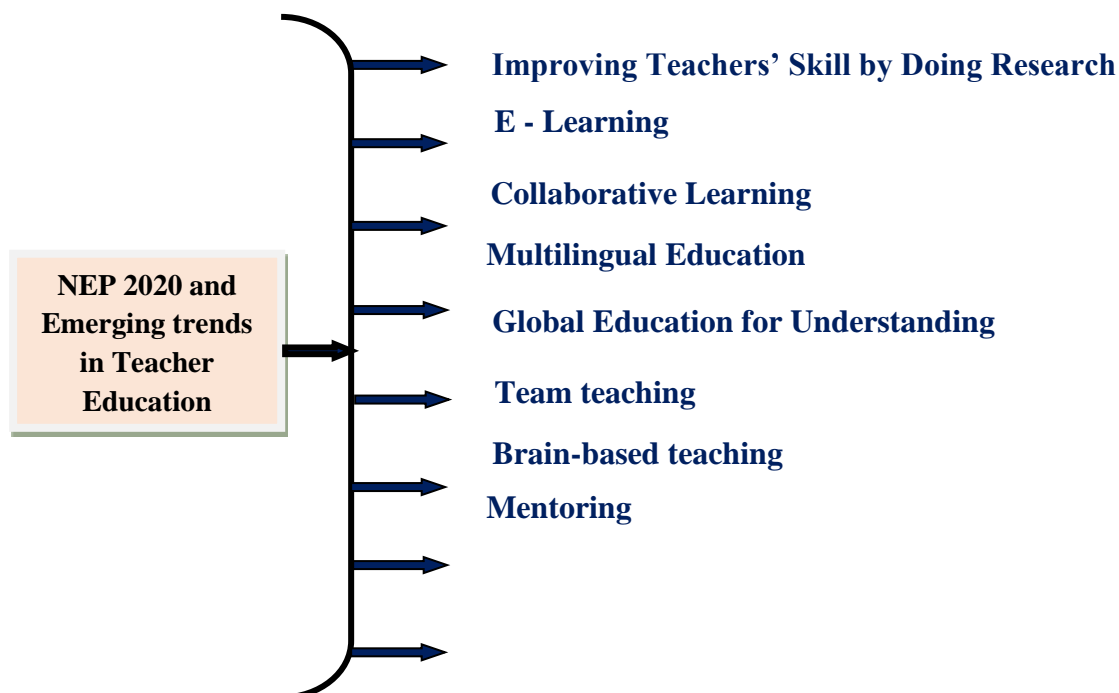 NEP 2020 and
Emerging trends
in Teacher
Education
Improving Teachers’ Skill by Doing Research
E - Learning
Collaborative Learning
Multilingual Education
Global Education for Understanding
Team teaching
Brain-based teaching
Mentoring